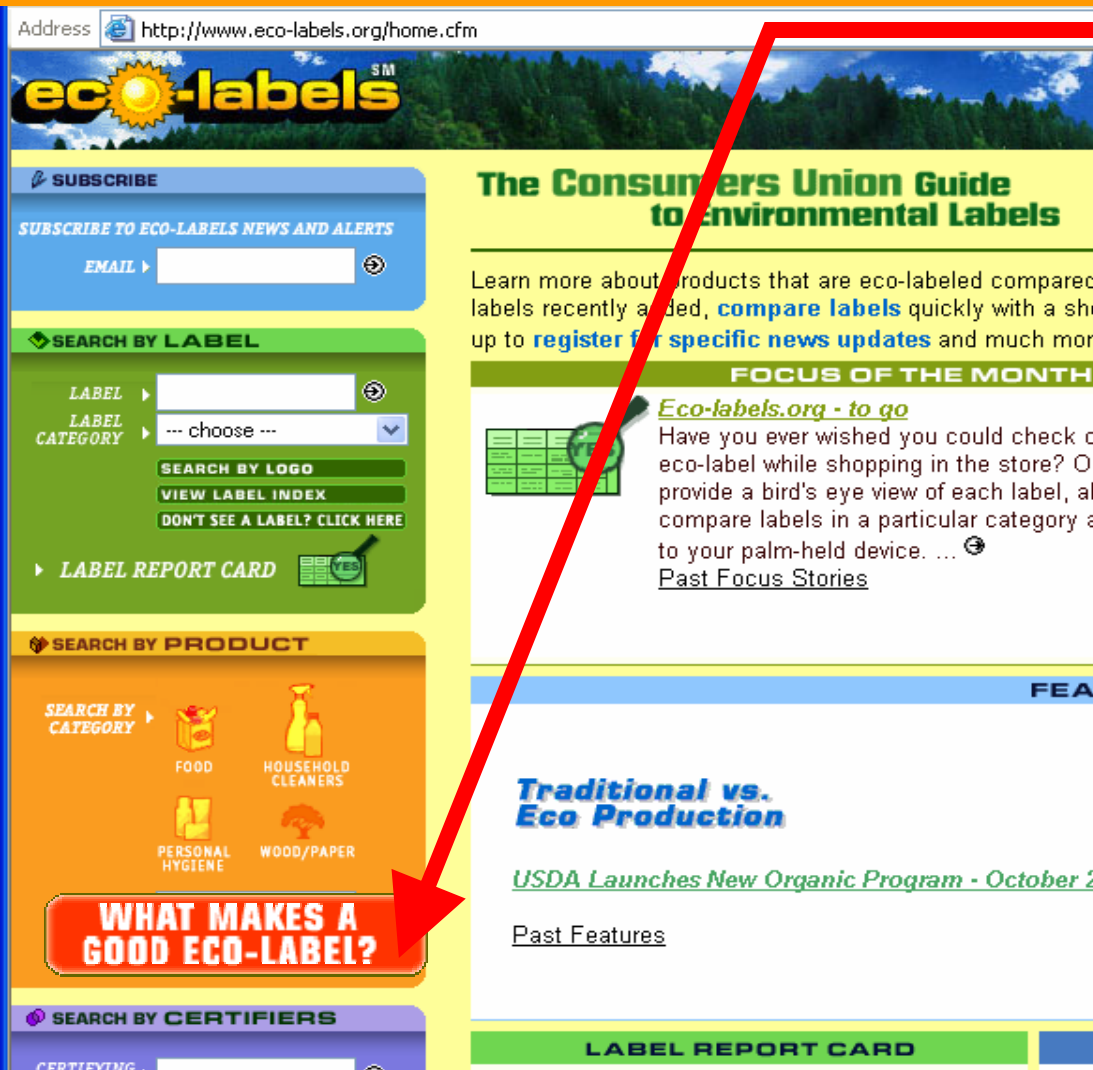 Address http://www.eco-labels.org/home.cfm
eco-labels SM
SUBSCRIBE
SUBSCRIBE TO ECO-LABELS NEWS AND ALERTS
EMAIL
SEARCH BY LABEL
LABEL
LABEL CATEGORY
--- choose ---
SEARCH BY LOGO
VIEW LABEL INDEX
DON'T SEE A LABEL? CLICK HERE
LABEL REPORT CARD
YES
SEARCH BY PRODUCT
SEARCH BY
CATEGORY
FOOD
HOUSEHOLD
CLEANERS
PERSONAL
HYGIENE
WOOD/PAPER
WHAT MAKES A
GOOD ECO-LABEL?
SEARCH BY CERTIFIERS
CERTIFYING
The Consumers Union Guide
to Environmental Labels
Learn more about products that are eco-labeled compared
labels recently added, compare labels quickly with a
up to register for specific news updates and much
FOCUS OF THE MONTH
YES
Eco-labels.org - to go
Have you ever wished you could check
eco-label while shopping in the store?
provide a bird's eye view of each label,
compare labels in a particular category
to your palm-held device. ...
Past Focus Stories
Traditional vs.
Eco Production
USDA Launches New Organic Program - October
Past Features
LABEL REPORT CARD